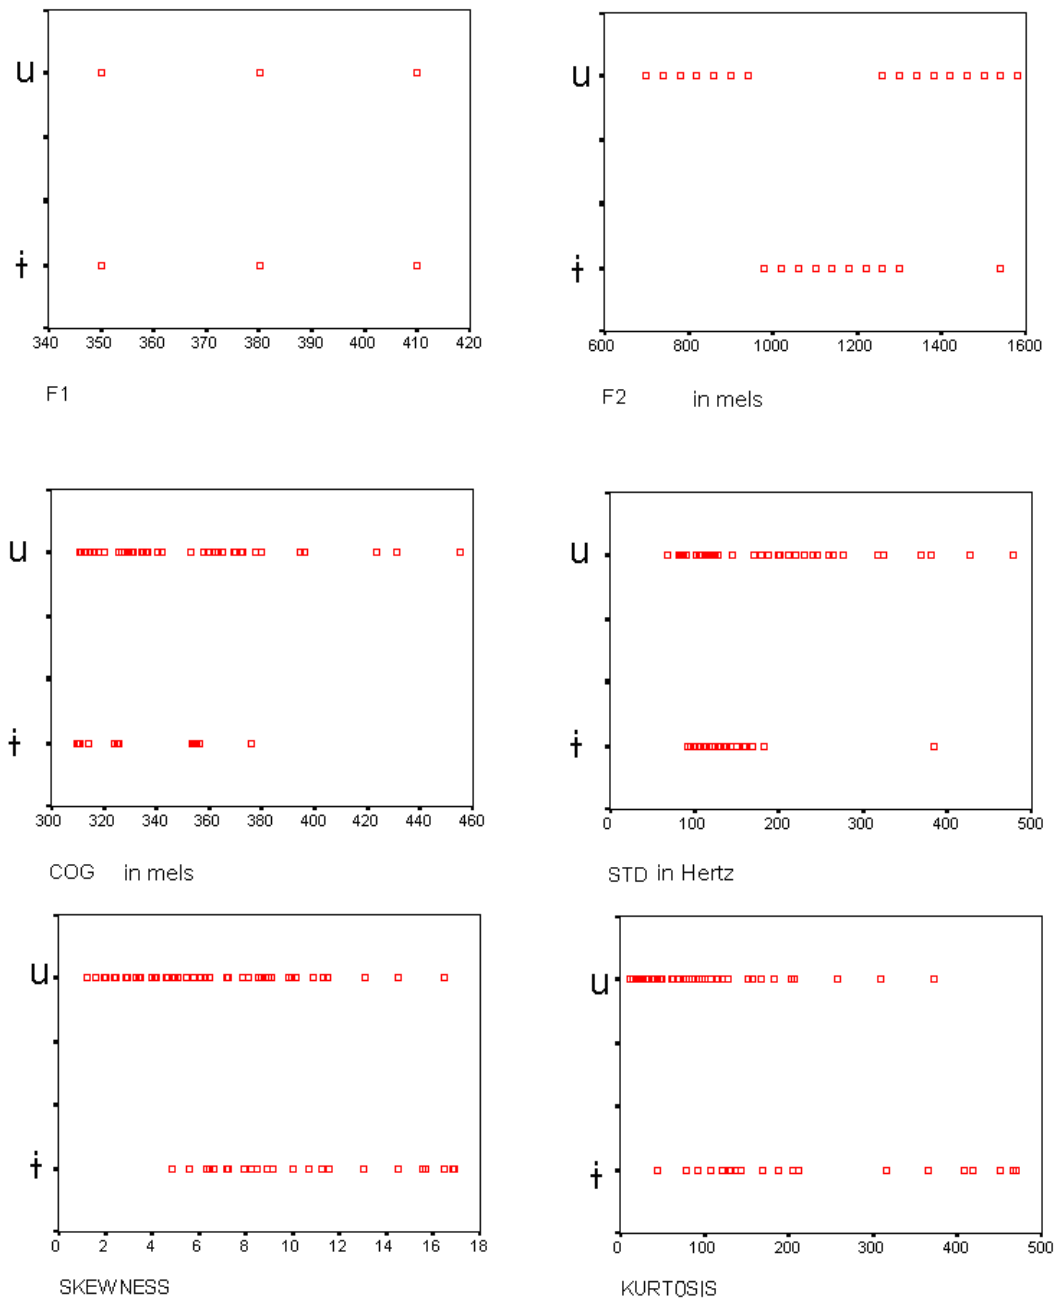 u
ɨ
340 350 360 370 380 390 400 410 420
F1
u
ɨ
600 800 1000 1200 1400 1600
F2 in mels
u
ɨ
300 320 340 360 380 400 420 440 460
COG in mels
u
ɨ
0 100 200 300 400 500
STD in Hertz
u
ɨ
0 2 4 6 8 10 12 14 16 18
SKEWNESS
u
ɨ
0 100 200 300 400 500
KURTOSIS